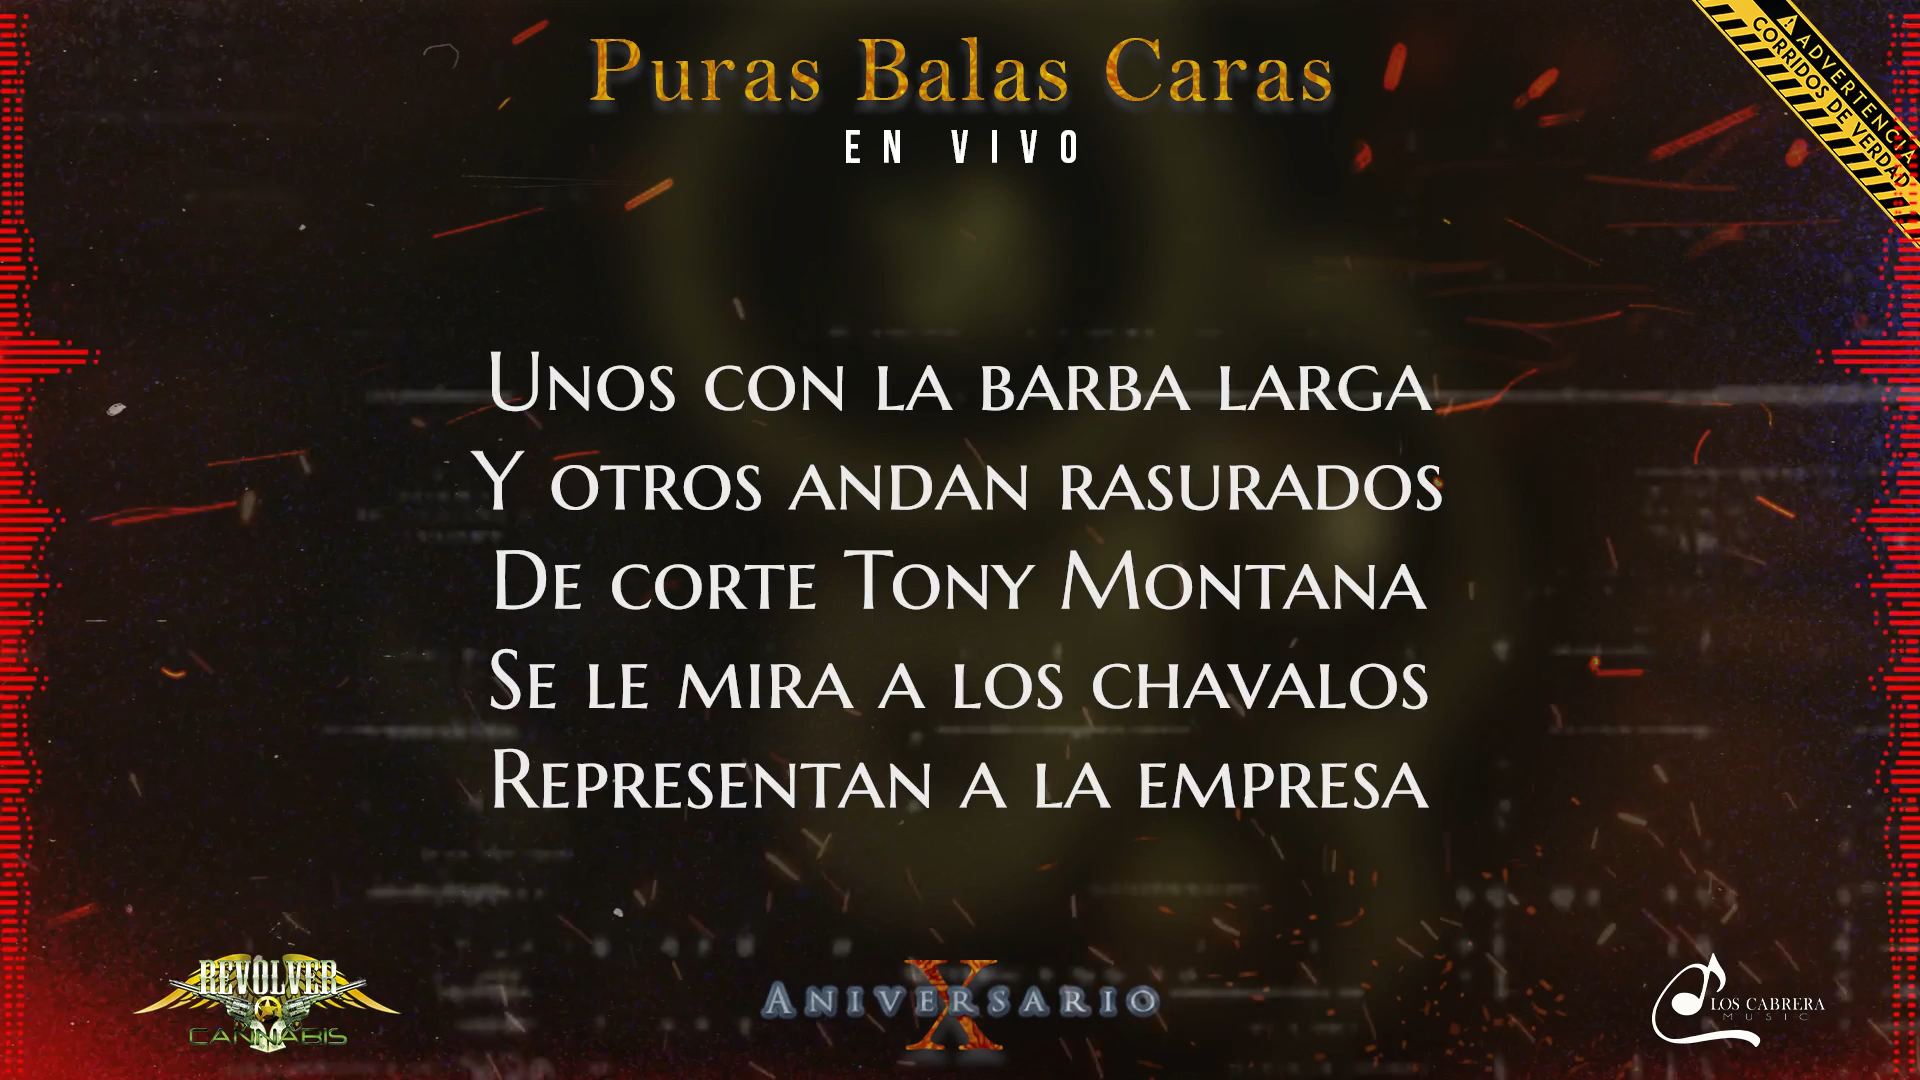 Puras Balas Caras
EN VIVO
ADVERTENCIA
CORRIDOS DE VERDAD
Unos con la barba larga
Y otros andan rasurados
De corte Tony Montana
Se le mira a los chavalos
Representan a la empresa
REVOLVER
CANNABIS
X
ANIVERSARIO
LOS CABRERA
MUSIC